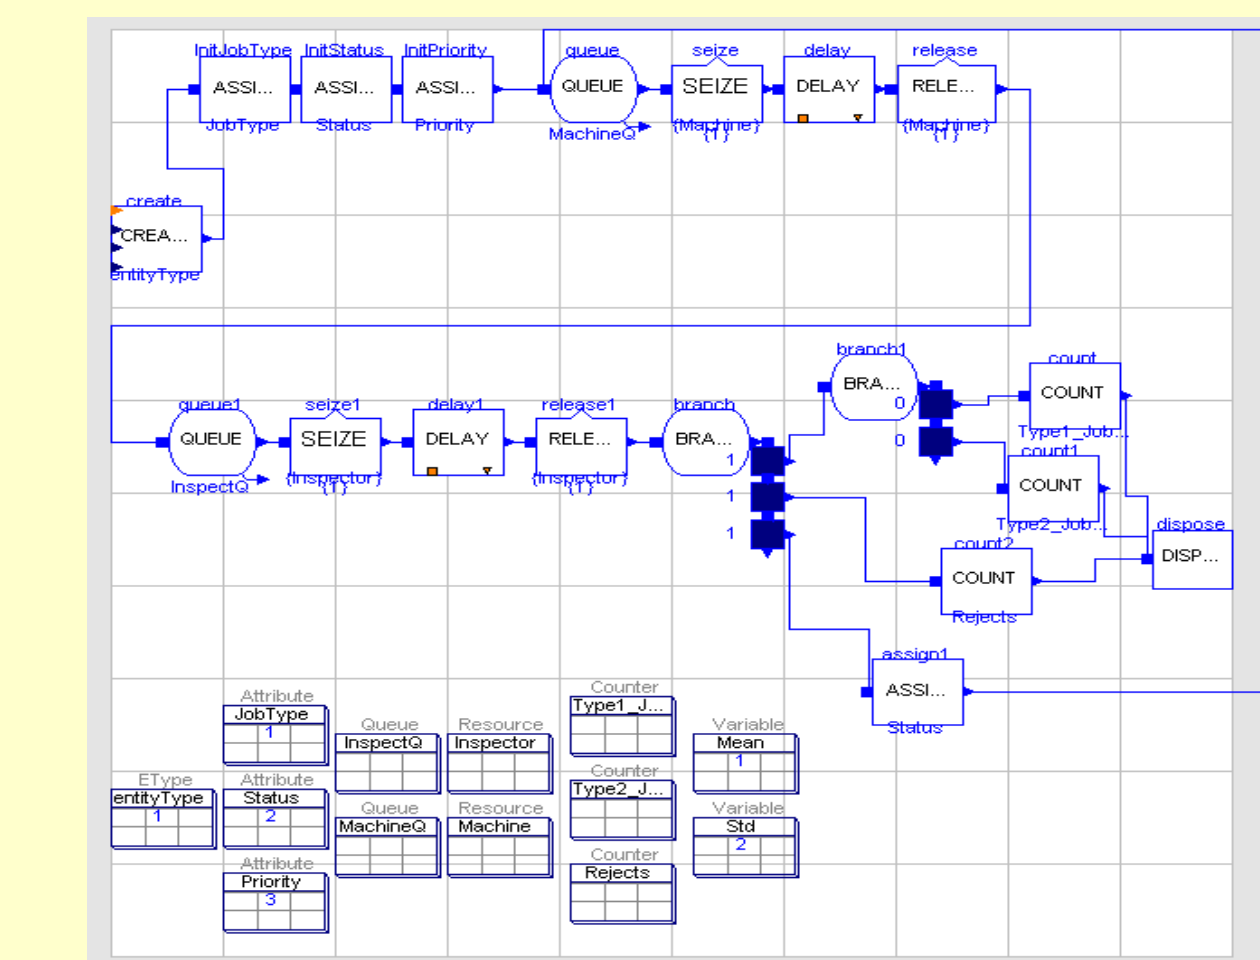 InitJobType InitStatus InitPriority queue seize delay release
ASSI... ASSI... ASSI... QUEUE SEIZE DELAY RELE...
JobType Status Priority MachineQ {Machine} {Machine}
{1} {1}
create
CREA...
entityType
branch1 count
BRA... COUNT
0
0
Type1_Job...
queue1 seize1 delay1 release1 branch
QUEUE SEIZE DELAY RELE... BRA...
InspectQ {Inspector} {Inspector}
{1} {1}
1
1
1
count1
COUNT
Type2_Job...
dispose
DISP...
count2
COUNT
Rejects
assign1
ASSI...
Status
Attribute
JobType
1
EType
entityType
1
Attribute
Status
2
Attribute
Priority
3
Queue
InspectQ
Queue
MachineQ
Resource
Inspector
Resource
Machine
Counter
Type1_J...
Counter
Type2_J...
Counter
Rejects
Variable
Mean
1
Variable
Std
2